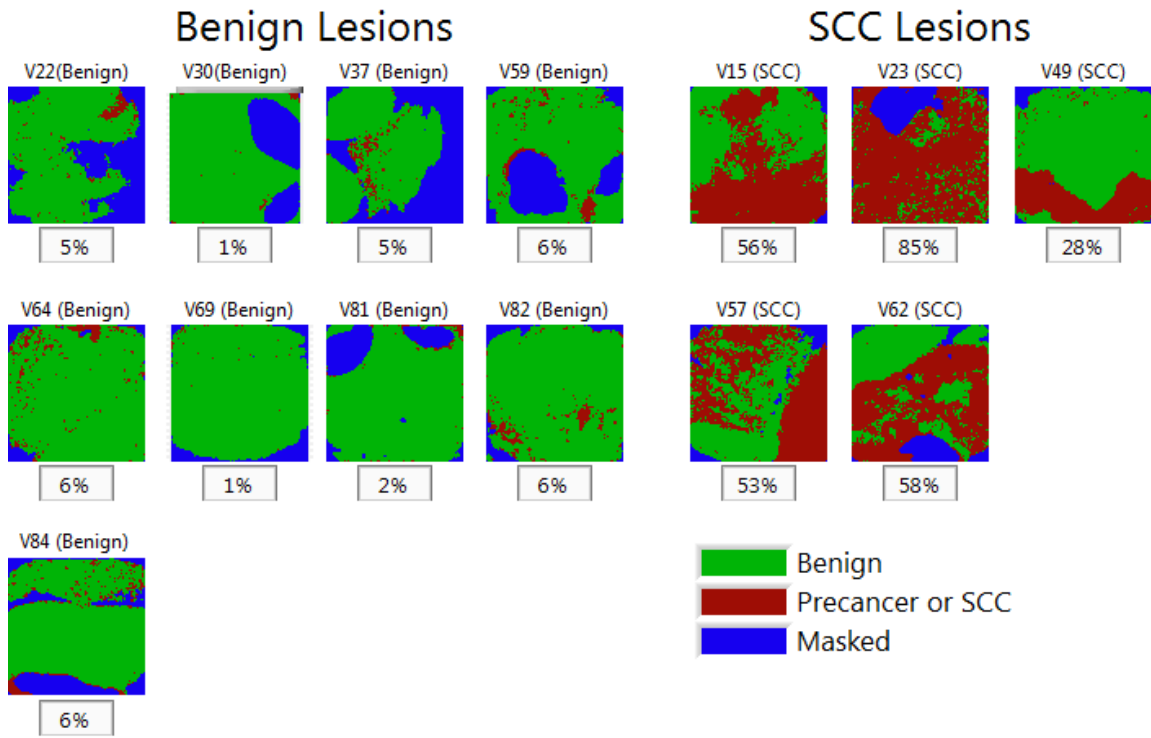 Benign Lesions
SCC Lesions
V22(Benign)
V30(Benign)
V37 (Benign)
V59 (Benign)
V15 (SCC)
V23 (SCC)
V49 (SCC)
5%
1%
5%
6%
56%
85%
28%
V64 (Benign)
V69 (Benign)
V81 (Benign)
V82 (Benign)
V57 (SCC)
V62 (SCC)
6%
1%
2%
6%
53%
58%
V84 (Benign)
6%
Benign
Precancer or SCC
Masked